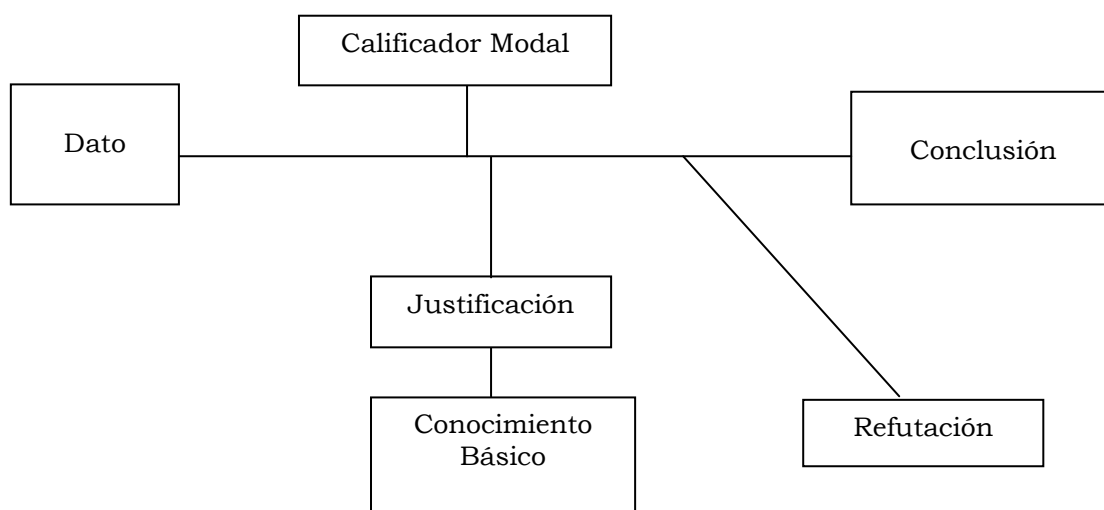 Calificador Modal
Dato
Conclusión
Justificación
Conocimiento
Básico
Refutación